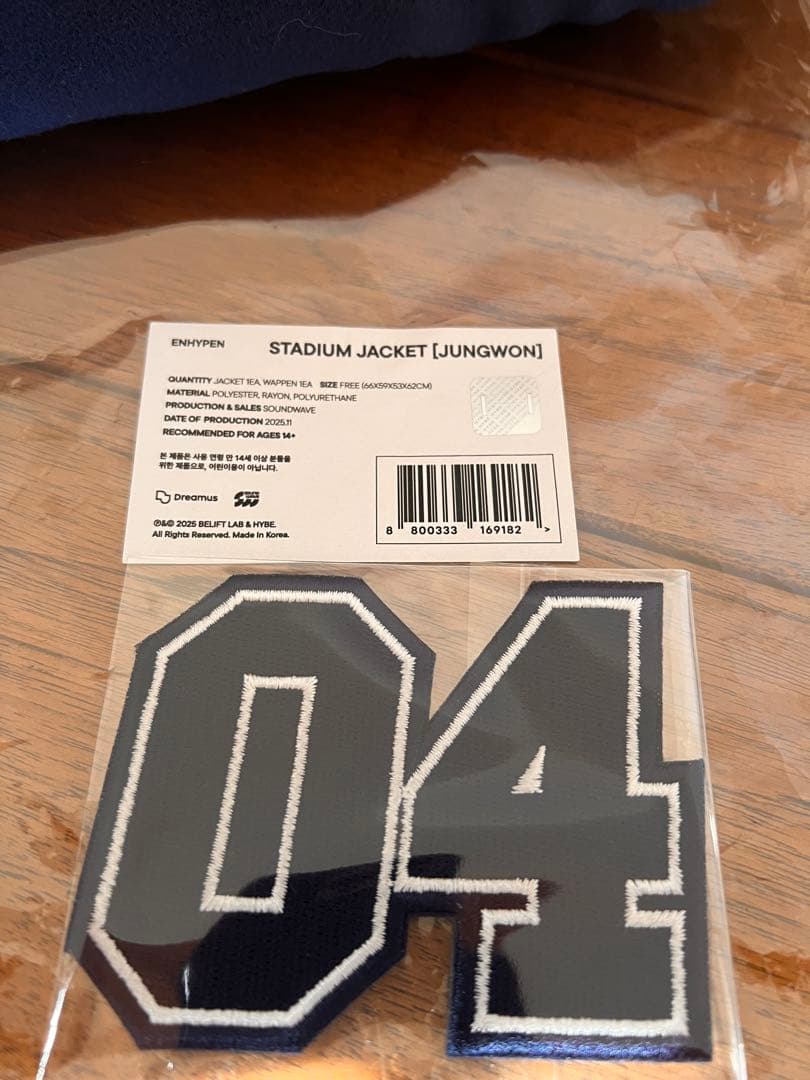 ENHYPEN
STADIUM JACKET [JUNGWON]
QUANTITY JACKET 1EA, WAPPEN 1EA SIZE FREE (66X59X53X62CM)
MATERIAL POLYESTER, RAYON, POLYURETHANE
PRODUCTION & SALES SOUNDWAVE
DATE OF PRODUCTION 2025.11
RECOMMENDED FOR AGES 14+
본 제품은 사용 연령 만 14세 이상 분들을
위한 제품으로, 어린이용이 아닙니다.
Dreamus
℗&© 2025 BELIFT LAB & HYBE.
All Rights Reserved. Made In Korea.
8 800333 169182 >
04